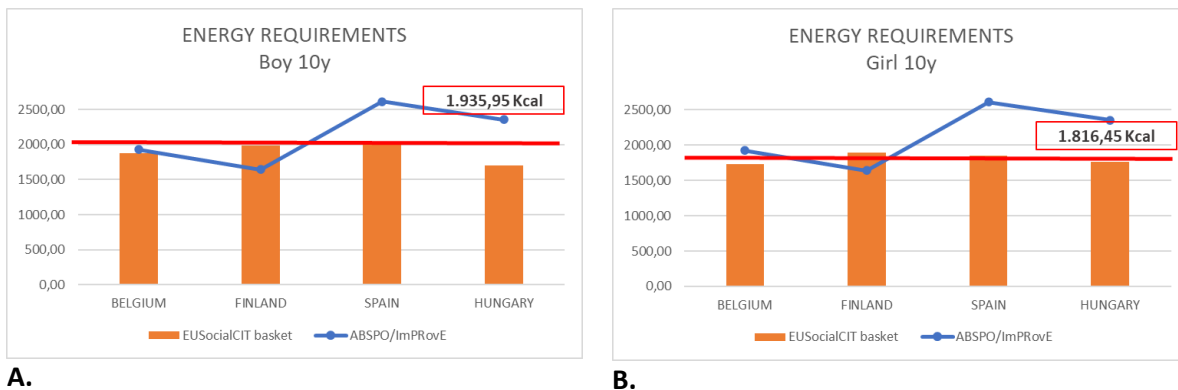 ENERGY REQUIREMENTS
Boy 10y
1.935,95 Kcal
2500,00
2000,00
1500,00
1000,00
500,00
0,00
BELGIUM FINLAND SPAIN HUNGARY
EUSocialCIT basket ABSPO/ImPRovE
A.
ENERGY REQUIREMENTS
Girl 10y
2500,00
1.816,45 Kcal
2000,00
1500,00
1000,00
500,00
0,00
BELGIUM FINLAND SPAIN HUNGARY
EUSocialCIT basket ABSPO/ImPRovE
B.